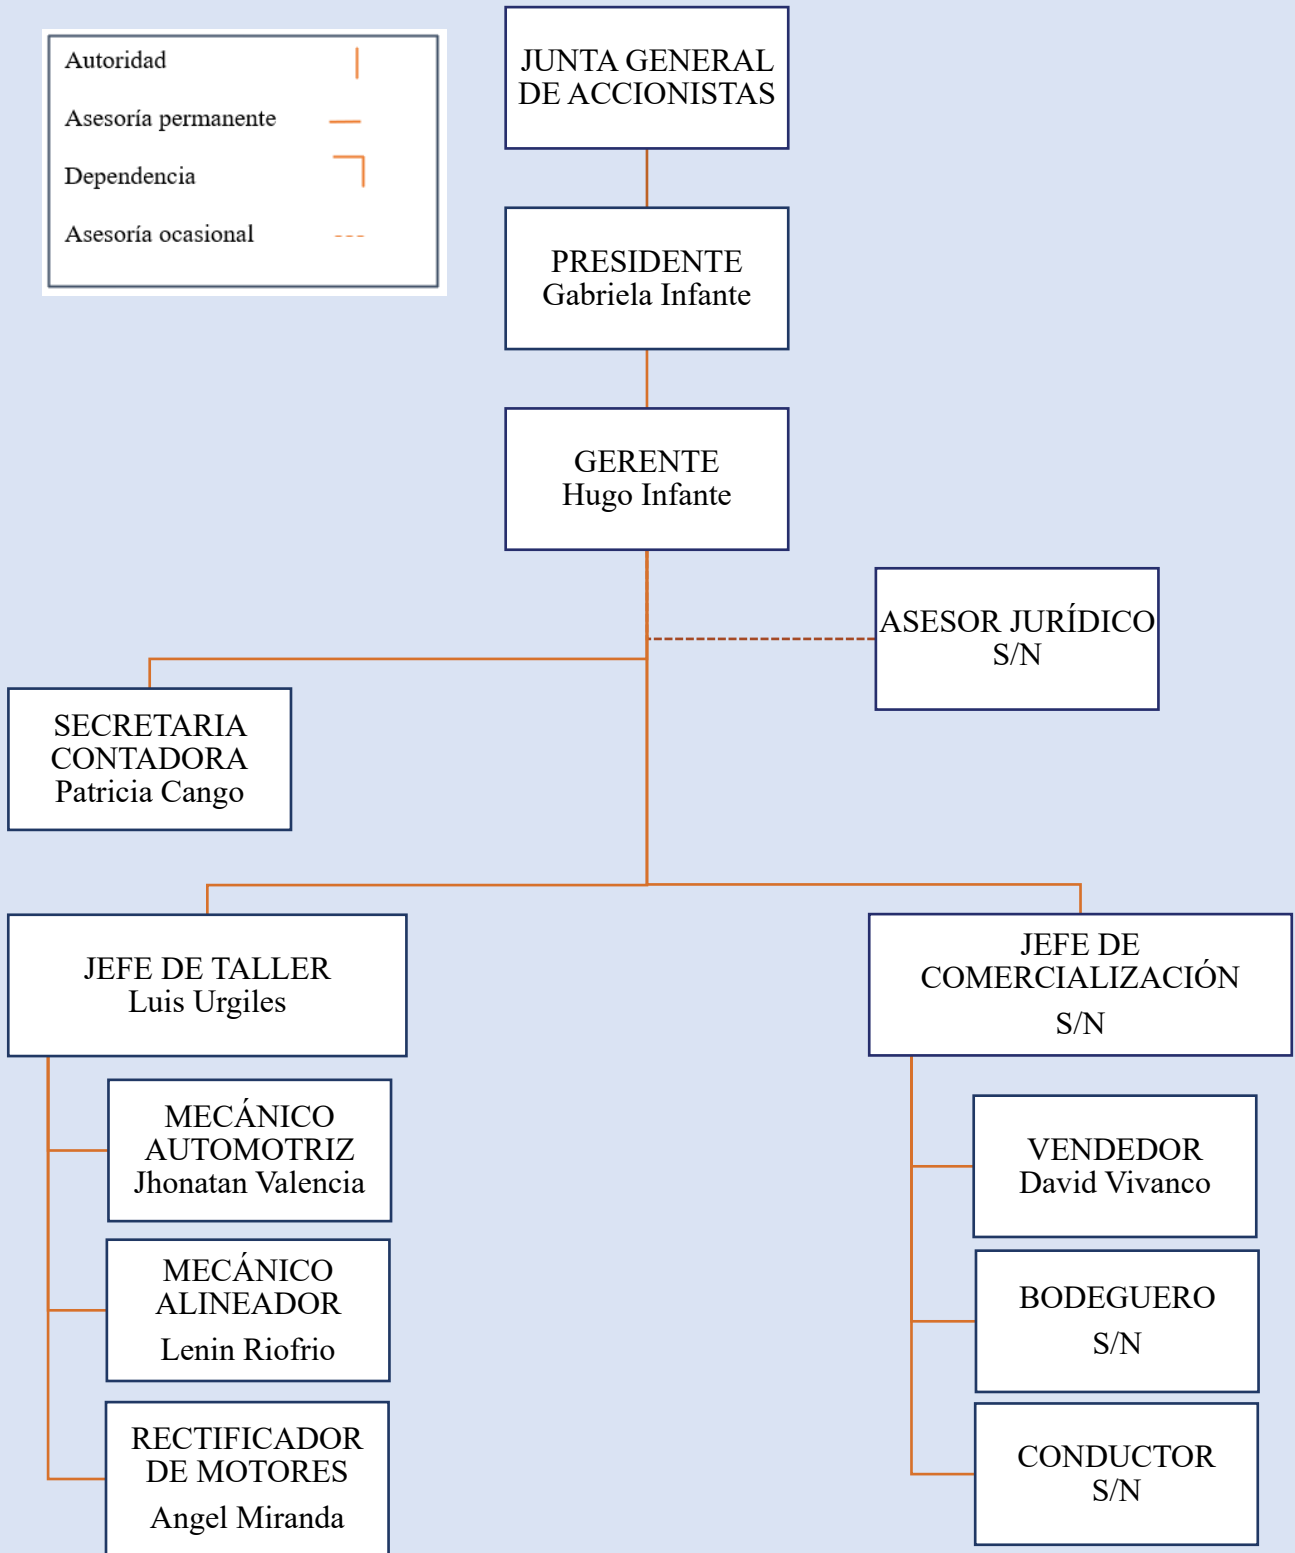 Autoridad
Asesoría permanente
Dependencia
Asesoría ocasional
JUNTA GENERAL
DE ACCIONISTAS
PRESIDENTE
Gabriela Infante
GERENTE
Hugo Infante
ASESOR JURÍDICO
S/N
SECRETARIA
CONTADORA
Patricia Cango
JEFE DE TALLER
Luis Urgiles
MECÁNICO
AUTOMOTRIZ
Jhonatan Valencia
MECÁNICO
ALINEADOR
Lenin Riofrio
RECTIFICADOR
DE MOTORES
Angel Miranda
JEFE DE
COMERCIALIZACIÓN
S/N
VENDEDOR
David Vivanco
BODEGUERO
S/N
CONDUCTOR
S/N